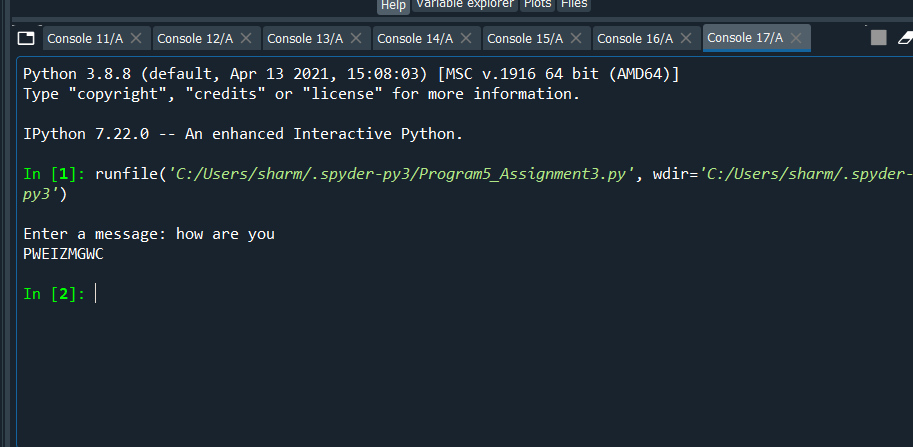 Help Variable explorer Plots Files
Console 11/A Console 12/A Console 13/A Console 14/A Console 15/A Console 16/A Console 17/A
Python 3.8.8 (default, Apr 13 2021, 15:08:03) [MSC v.1916 64 bit (AMD64)]
Type "copyright", "credits" or "license" for more information.
IPython 7.22.0 -- An enhanced Interactive Python.
In [1]: runfile('C:/Users/sharm/.spyder-py3/Program5_Assignment3.py', wdir='C:/Users/sharm/.spyder-
py3')
Enter a message: how are you
PWEIZMGWC
In [2]: